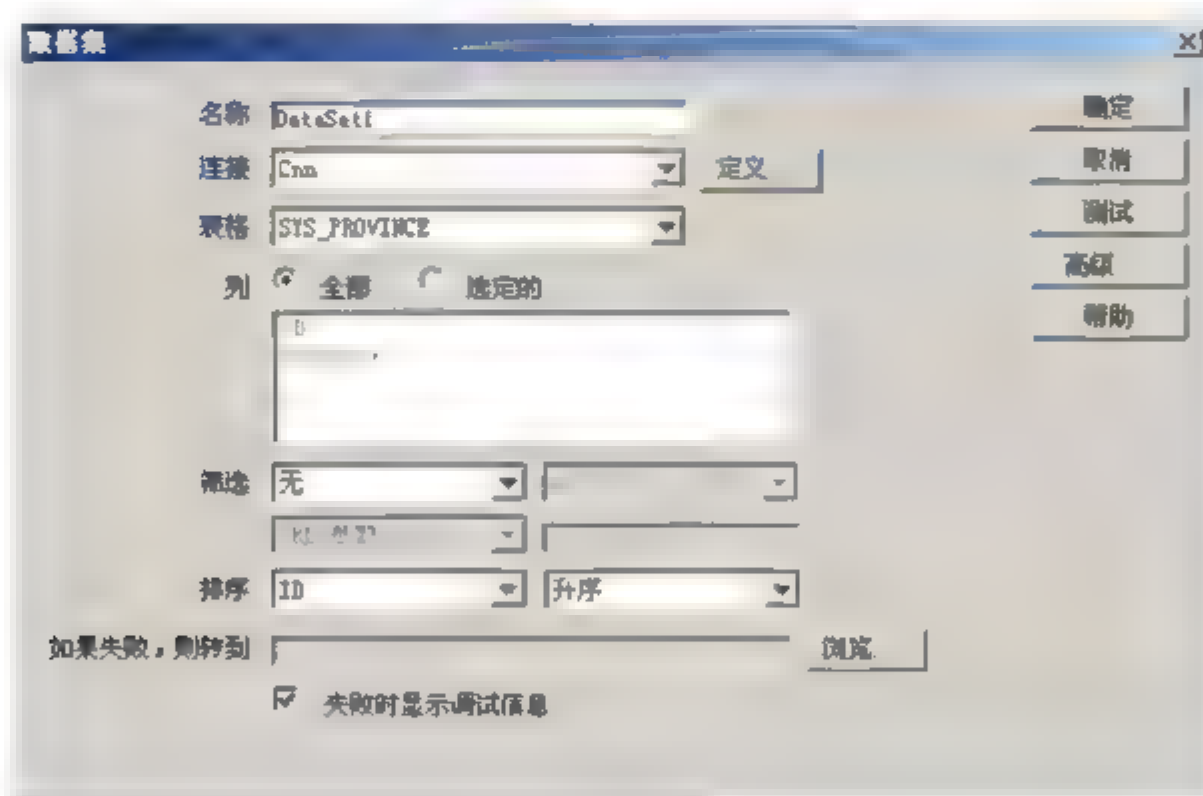 数据集
名称 DataSet1 确定
连接 Cnn 定义 取消
表格 SYS_PROVINCE 测试
高级
列 全部 选定的
帮助
筛选 无
排序 ID 升序
如果失败,则转到 浏览
失败时显示调试信息